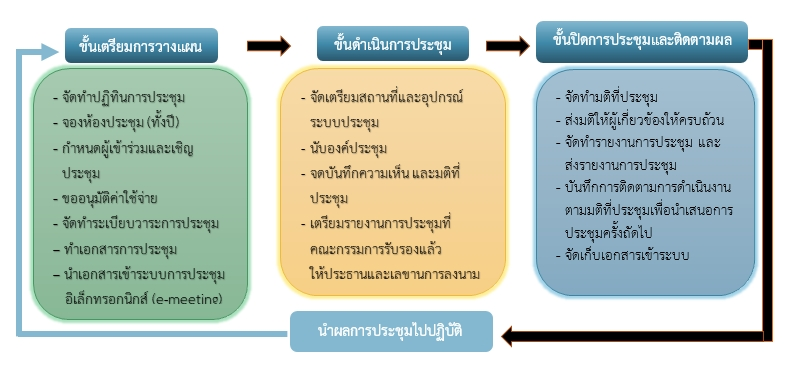 ขั้นเตรียมการวางแผน
- จัดทำปฏิทินการประชุม
- จองห้องประชุม (ทั้งปี)
- กำหนดผู้เข้าร่วมและเชิญ
ประชุม
- ขออนุมัติค่าใช้จ่าย
- จัดทำระเบียบวาระการประชุม
– ทำเอกสารการประชุม
– นำเอกสารเข้าระบบการประชุม
อิเล็กทรอกนิกส์ (e-meeting)
ขั้นดำเนินการประชุม
- จัดเตรียมสถานที่และอุปกรณ์
ระบบประชุม
- นับองค์ประชุม
- จดบันทึกความเห็น และมติที่
ประชุม
- เตรียมรายงานการประชุมที่
คณะกรรมการรับรองแล้ว
ให้ประธานและเลขานการลงนาม
ขั้นปิดการประชุมและติดตามผล
- จัดทำมติที่ประชุม
- ส่งมติให้ผู้เกี่ยวข้องให้ครบถ้วน
- จัดทำรายงานการประชุม และ
ส่งรายงานการประชุม
- บันทึกการติดตามการดำเนินงาน
ตามมติที่ประชุมเพื่อนำเสนอการ
ประชุมครั้งถัดไป
- จัดเก็บเอกสารเข้าระบบ
นำผลการประชุมไปปฏิบัติ